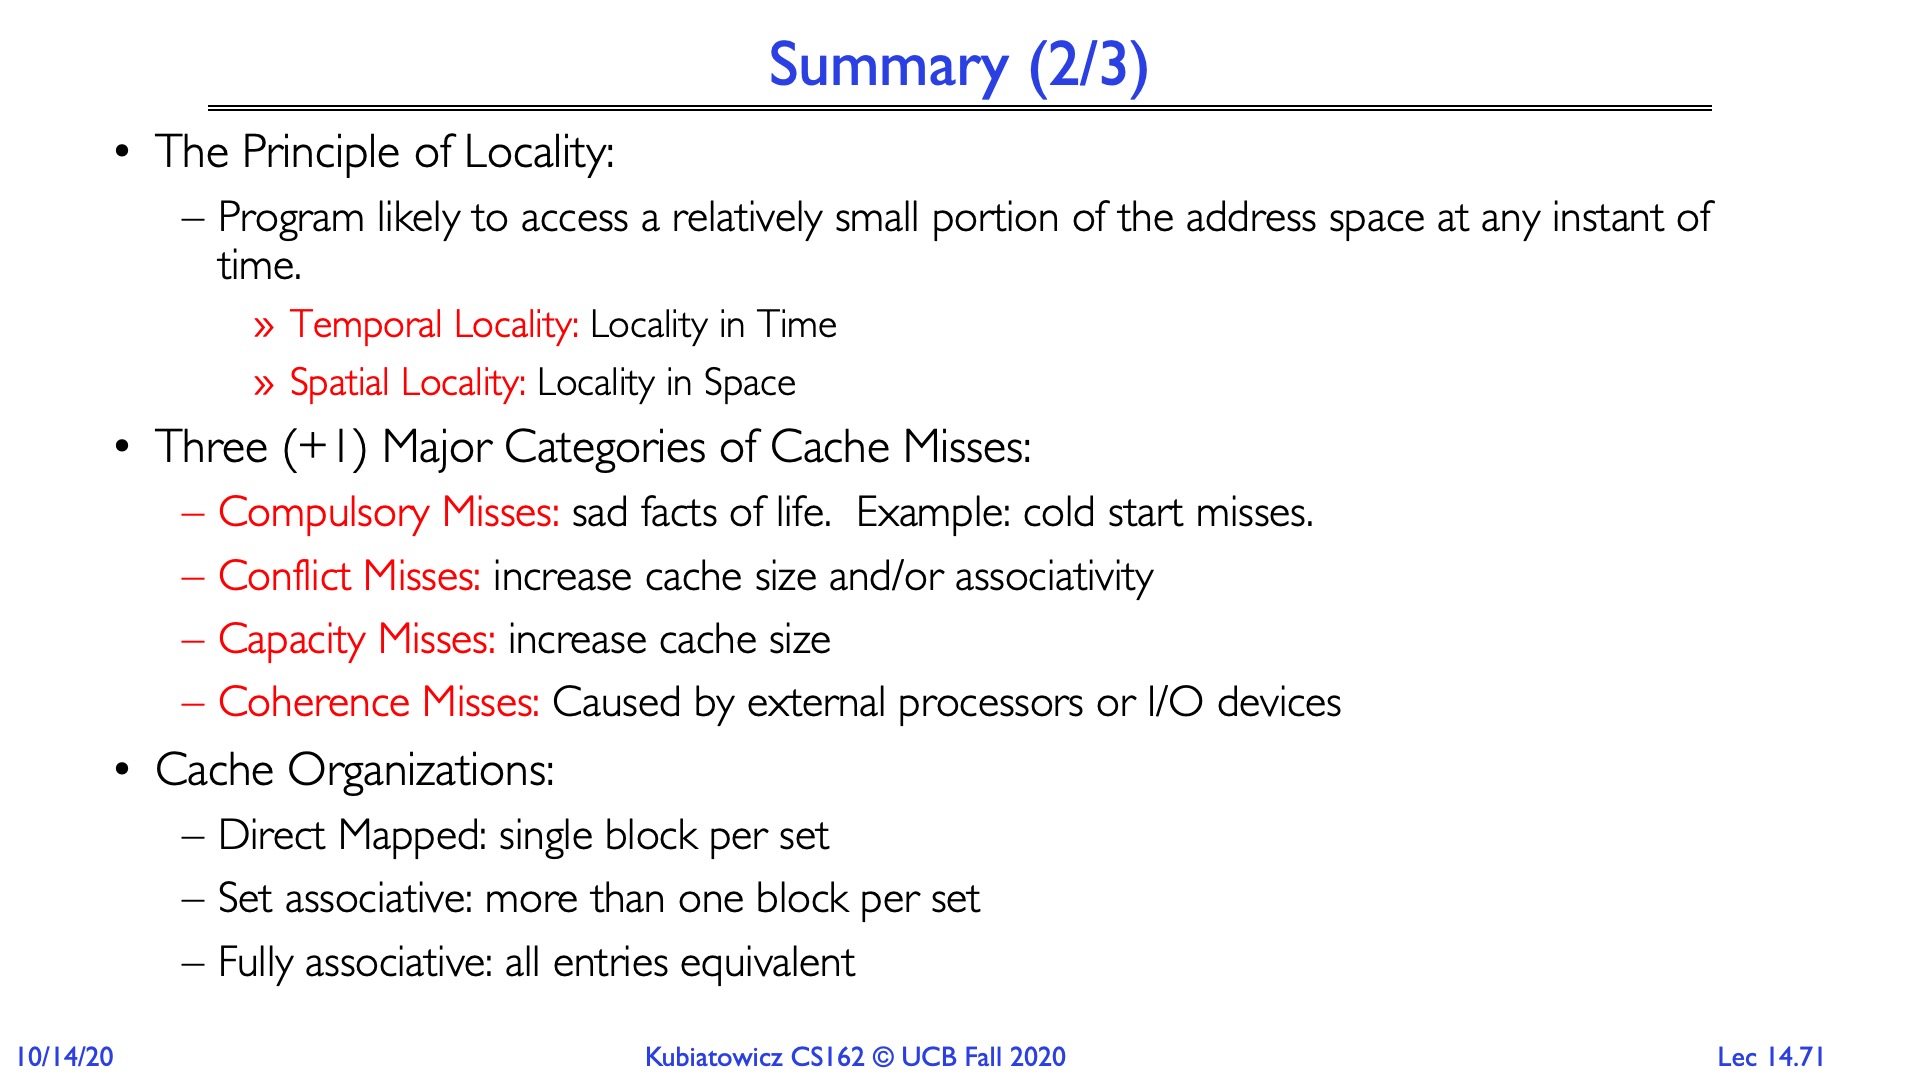 Summary (2/3)
• The Principle of Locality:
– Program likely to access a relatively small portion of the address space at any instant of
time.
» Temporal Locality: Locality in Time
» Spatial Locality: Locality in Space
• Three (+1) Major Categories of Cache Misses:
– Compulsory Misses: sad facts of life.  Example: cold start misses.
– Conflict Misses: increase cache size and/or associativity
– Capacity Misses: increase cache size
– Coherence Misses: Caused by external processors or I/O devices
• Cache Organizations:
– Direct Mapped: single block per set
– Set associative: more than one block per set
– Fully associative: all entries equivalent
10/14/20
Kubiatowicz CS162 © UCB Fall 2020
Lec 14.71